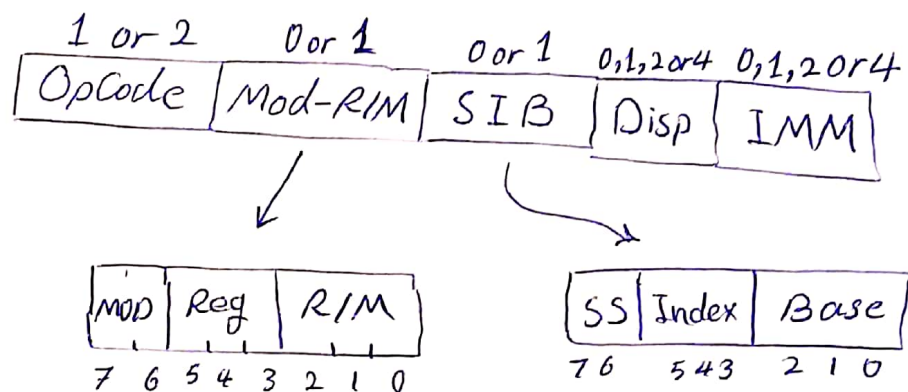 1 or 2 0 or 1 0 or 1 0,1,2 or 4 0,1,2 or 4
OpCode Mod-R/M SIB Disp IMM
MOD Reg R/M SS Index Base
7 6 5 4 3 2 1 0 7 6 5 4 3 2 1 0